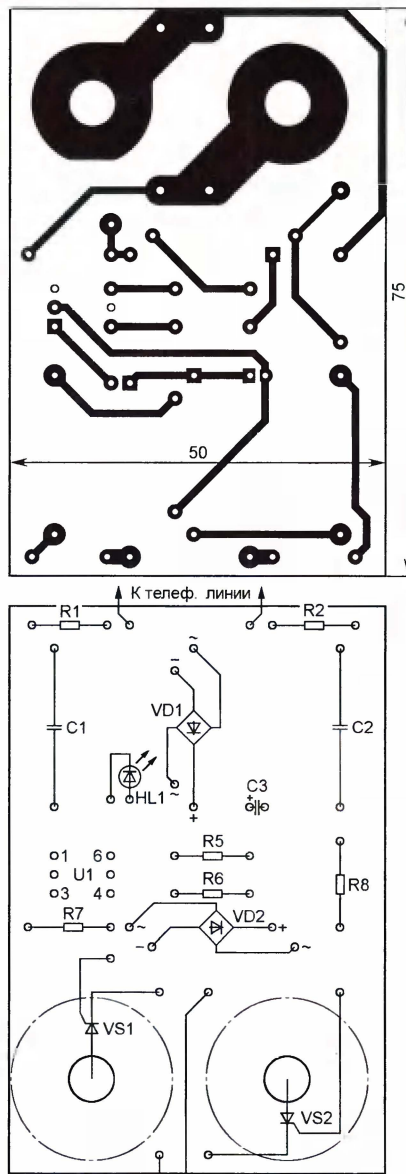 75
50
К телеф. линии
R1
R2
~
–
VD1
C1
C2
C3
+
HL1
~
+
1
6
U1
3
4
R5
R6
R8
R7
VD2
~
+
–
~
VS1
VS2